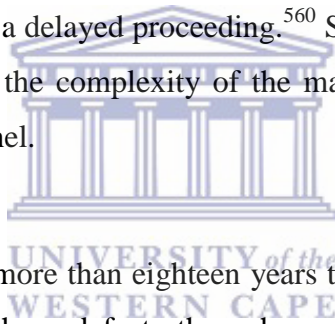 a delayed proceeding.560 S
the complexity of the ma
nel.
UNIVERSITY of the
more than eighteen years t
WESTERN CAPE